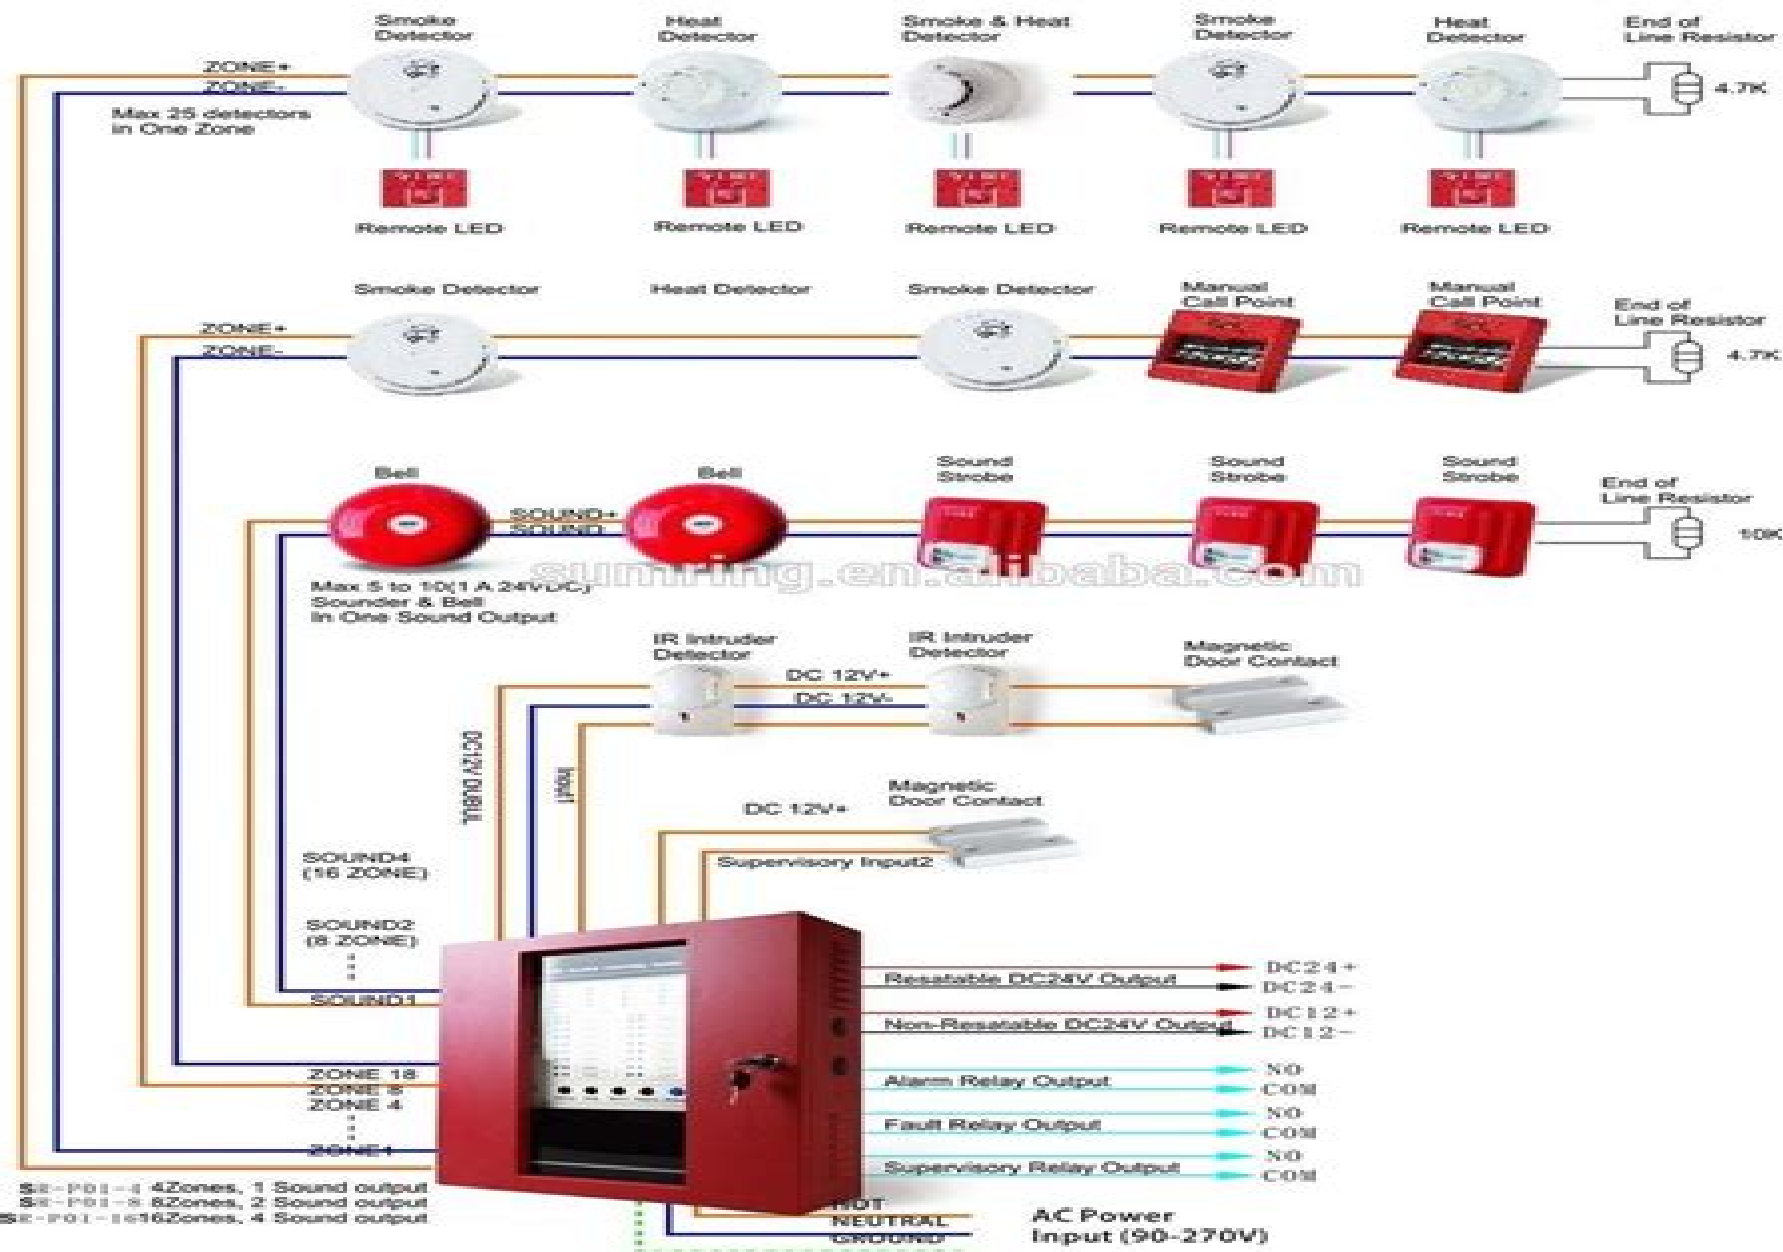 Smoke
Detector
Heat
Detector
Smoke & Heat
Detector
Smoke
Detector
Heat
Detector
End of
Line Resistor
ZONE+
ZONE-
4.7K
Max 25 detectors
In One Zone
Remote LED
Remote LED
Remote LED
Remote LED
Remote LED
Smoke Detector
Heat Detector
Smoke Detector
Manual
Call Point
Manual
Call Point
End of
Line Resistor
ZONE+
ZONE-
4.7K
Bell
Bell
Sound
Strobe
Sound
Strobe
Sound
Strobe
End of
Line Resistor
SOUND+
SOUND
10K
sumring.en.alibaba.com
Max 5 to 10(1 A.24VDC)
Sounder & Bell
In One Sound Output
IR Intruder
Detector
IR Intruder
Detector
Magnetic
Door Contact
DC 12V+
DC 12V-
DC12V
Input1
Magnetic
Door Contact
DC 12V+
Supervisory Input2
SOUND4
(16 ZONE)
SOUND2
(8 ZONE)
SOUND1
ZONE 18
ZONE 8
ZONE 4
ZONE1
Resatable DC24V Output
DC24+
DC24-
Non-Resatable DC24V Output
DC12+
DC12-
Alarm Relay Output
NO
COM
Fault Relay Output
NO
COM
Supervisory Relay Output
NO
COM
4Zones, 1 Sound output
8Zones, 2 Sound output
16Zones, 4 Sound output
HOT
NEUTRAL
GROUND
AC Power
Input (90-270V)